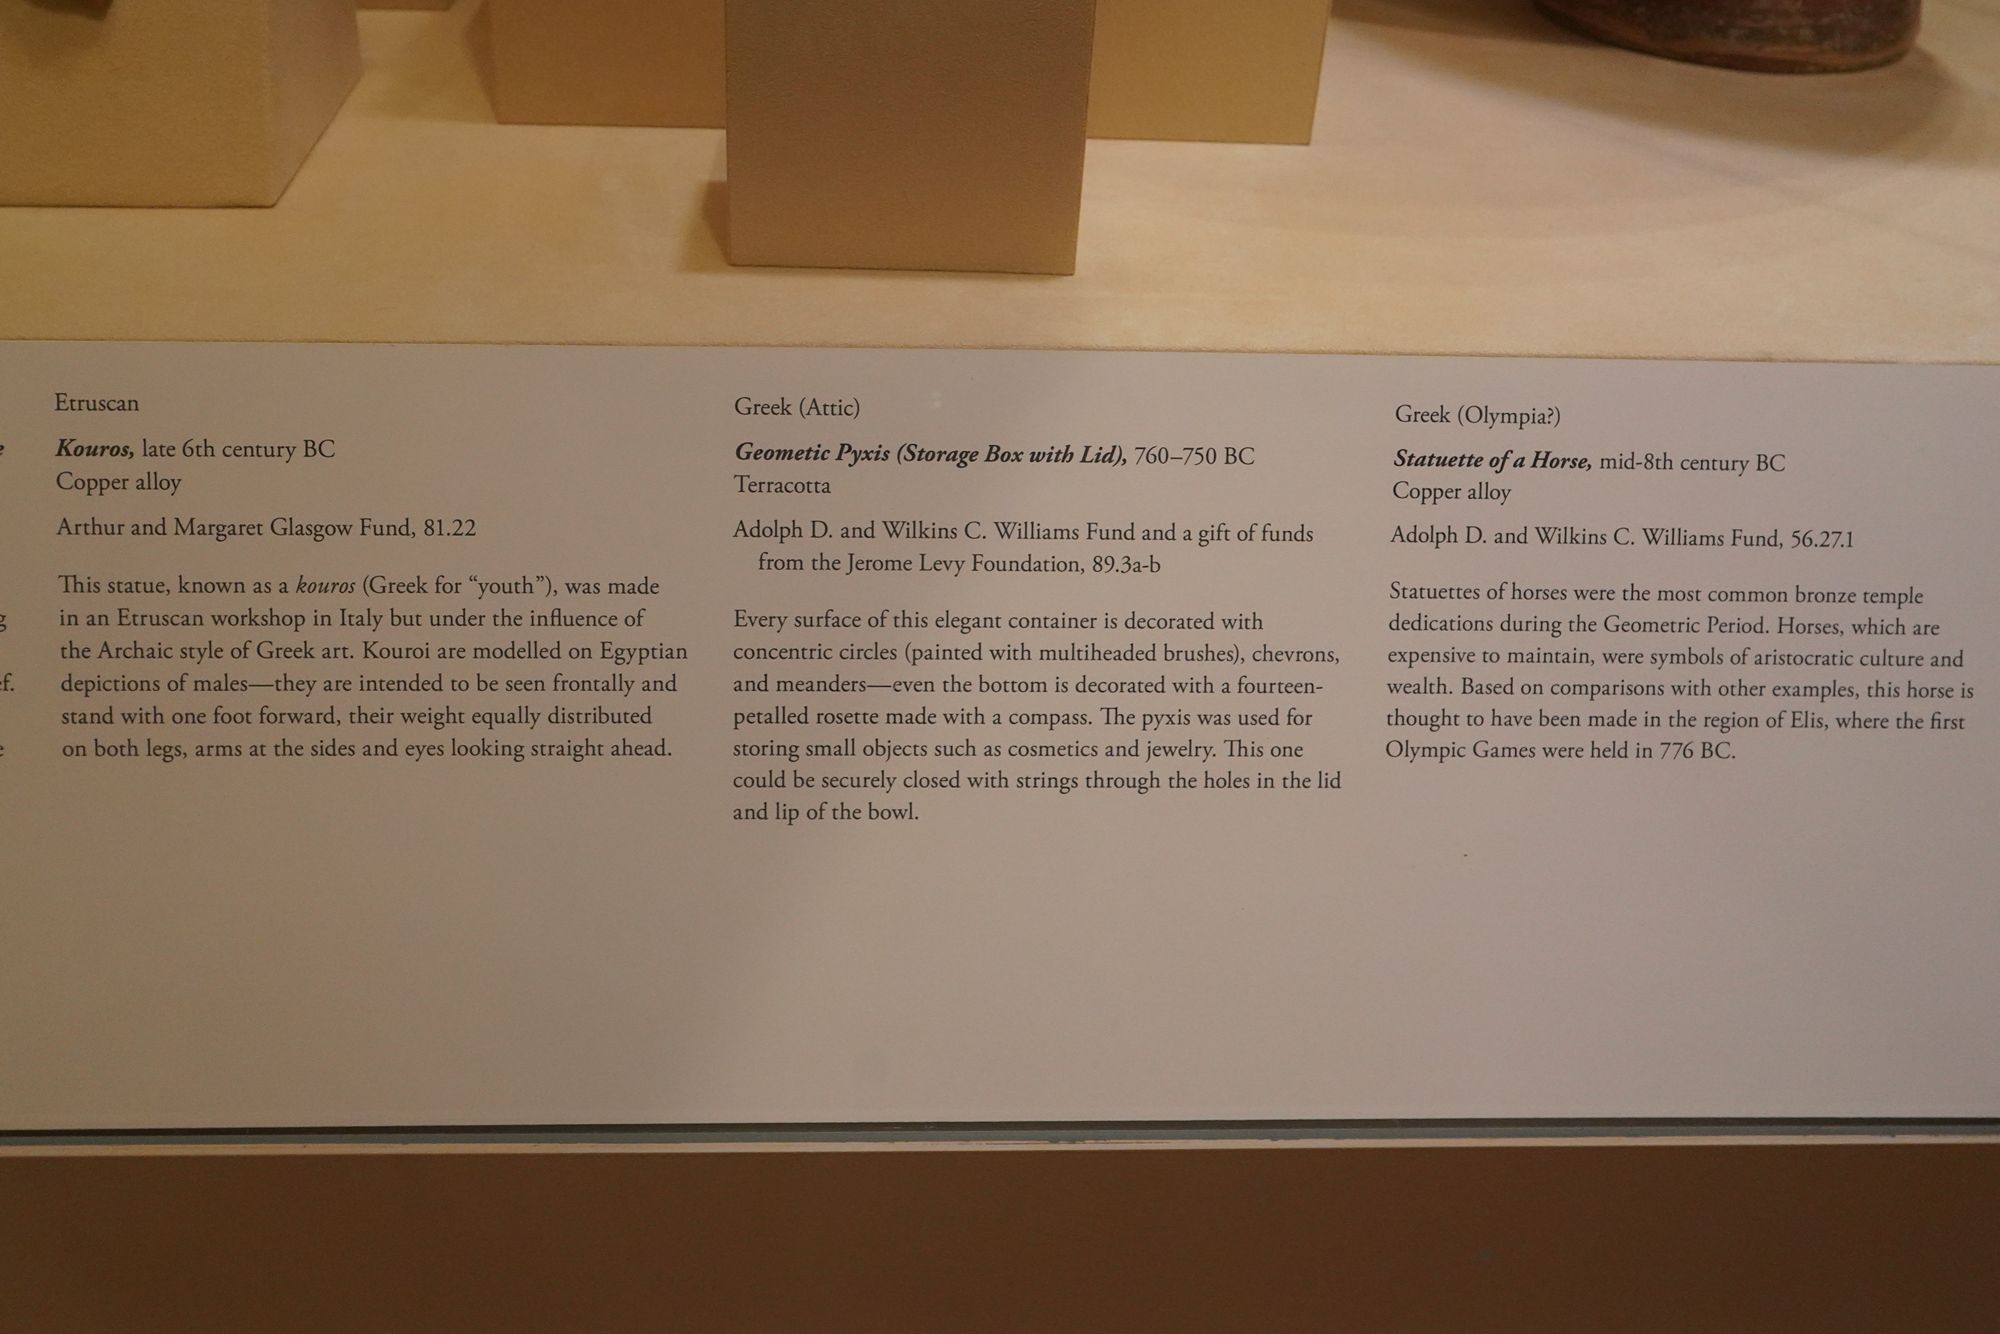 Etruscan
Kouros, late 6th century BC
Copper alloy
Arthur and Margaret Glasgow Fund, 81.22
This statue, known as a kouros (Greek for “youth”), was made
in an Etruscan workshop in Italy but under the influence of
the Archaic style of Greek art. Kouroi are modelled on Egyptian
depictions of males—they are intended to be seen frontally and
stand with one foot forward, their weight equally distributed
on both legs, arms at the sides and eyes looking straight ahead.
Greek (Attic)
Geometic Pyxis (Storage Box with Lid), 760–750 BC
Terracotta
Adolph D. and Wilkins C. Williams Fund and a gift of funds
from the Jerome Levy Foundation, 89.3a-b
Every surface of this elegant container is decorated with
concentric circles (painted with multiheaded brushes), chevrons,
and meanders—even the bottom is decorated with a fourteen-
petalled rosette made with a compass. The pyxis was used for
storing small objects such as cosmetics and jewelry. This one
could be securely closed with strings through the holes in the lid
and lip of the bowl.
Greek (Olympia?)
Statuette of a Horse, mid-8th century BC
Copper alloy
Adolph D. and Wilkins C. Williams Fund, 56.27.1
Statuettes of horses were the most common bronze temple
dedications during the Geometric Period. Horses, which are
expensive to maintain, were symbols of aristocratic culture and
wealth. Based on comparisons with other examples, this horse is
thought to have been made in the region of Elis, where the first
Olympic Games were held in 776 BC.